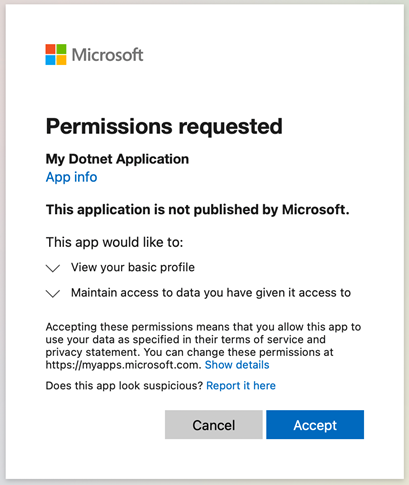 Microsoft
Permissions requested
My Dotnet Application
App info
This application is not published by Microsoft.
This app would like to:
View your basic profile
Maintain access to data you have given it access to
Accepting these permissions means that you allow this app to
use your data as specified in their terms of service and
privacy statement. You can change these permissions at
https://myapps.microsoft.com. Show details
Does this app look suspicious? Report it here
Cancel
Accept